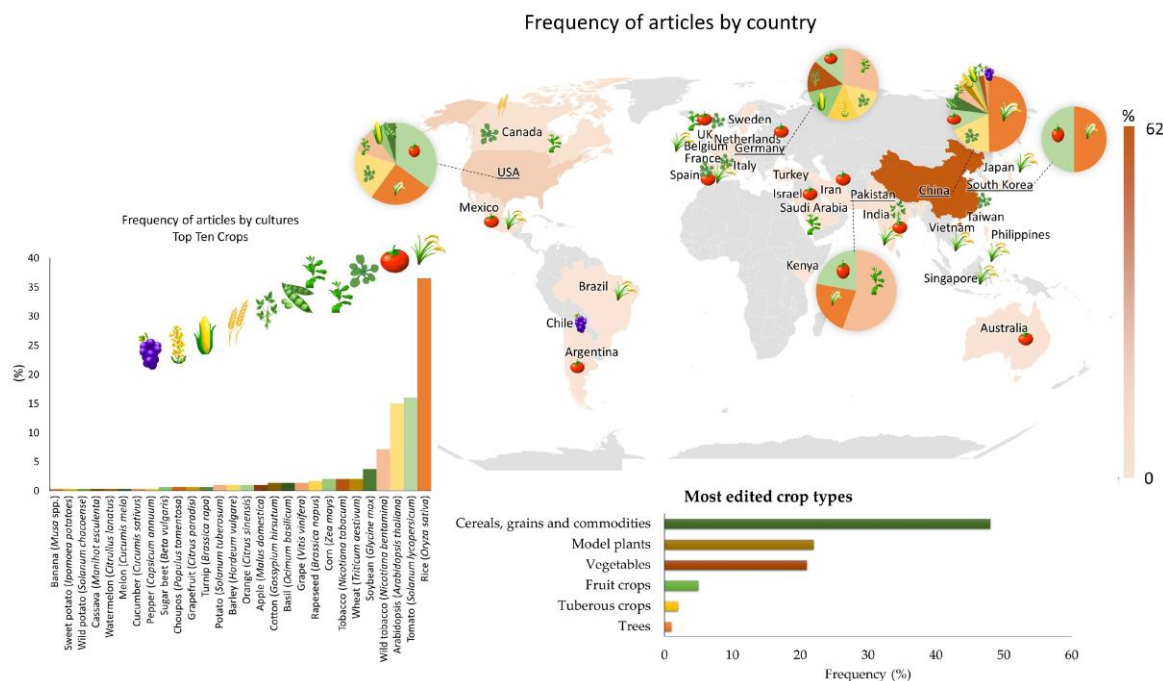 Frequency of articles by country
Canada
USA
Mexico
Brazil
Chile
Argentina
UK
Sweden
Netherlands
Belgium
Germany
France
Italy
Spain
Turkey
Israel
Iran
Saudi Arabia
Pakistan
India
Kenya
China
Japan
South Korea
Taiwan
Vietnam
Philippines
Singapore
Australia
%
62
0
Frequency of articles by cultures
Top Ten Crops
40
35
30
25
20
15
10
5
0
(%)
Banana (Musa spp.)
Sweet potato (Ipomoea potatoes)
Wild potato (Solanum chacoense)
Cassava (Manihot esculenta)
Watermelon (Citrullus lanatus)
Melon (Cucumis melo)
Cucumber (Cucumis sativus)
Pepper (Capsicum annuum)
Sugar beet (Beta vulgaris)
Choupos (Populus tomentosa)
Grapefruit (Citrus paradisi)
Turnip (Brassica rapa)
Potato (Solanum tuberosum)
Barley (Hordeum vulgare)
Orange (Citrus sinensis)
Apple (Malus domestica)
Cotton (Gossypium hirsutum)
Basil (Ocimum basilicum)
Grape (Vitis vinifera)
Rapeseed (Brassica napus)
Corn (Zea mays)
Tobacco (Nicotiana tabacum)
Wheat (Triticum aestivum)
Soybean (Glycine max)
Wild tobacco (Nicotiana bentamina)
Arabidopsis (Arabidopsis thaliana)
Tomato (Solanum lycopersicum)
Rice (Oryza sativa)
Most edited crop types
Cereals, grains and commodities
Model plants
Vegetables
Fruit crops
Tuberous crops
Trees
0 10 20 30 40 50 60
Frequency (%)